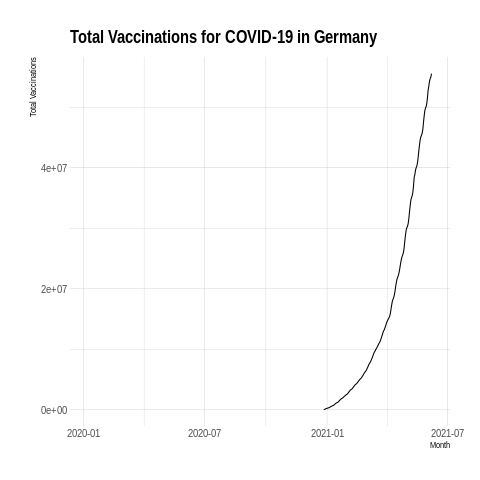 Total Vaccinations for COVID-19 in Germany
Total Vaccinations
4e+07
2e+07
0e+00
2020-01 2020-07 2021-01 2021-07
Month